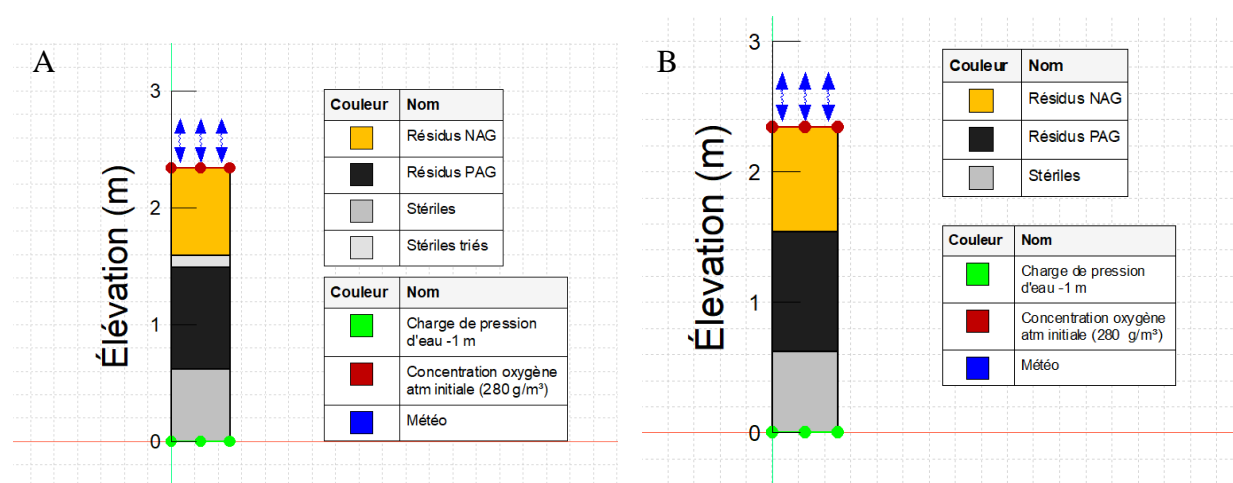 A
Élévation (m)
3
2
1
0
Couleur Nom
Résidus NAG
Résidus PAG
Stériles
Stériles triés
Couleur Nom
Charge de pression
d'eau -1 m
Concentration oxygène
atm initiale (280 g/m³)
Météo
B
Élevation (m)
3
2
1
0
Couleur Nom
Résidus NAG
Résidus PAG
Stériles
Couleur Nom
Charge de pression
d'eau -1 m
Concentration oxygène
atm initiale (280 g/m³)
Météo